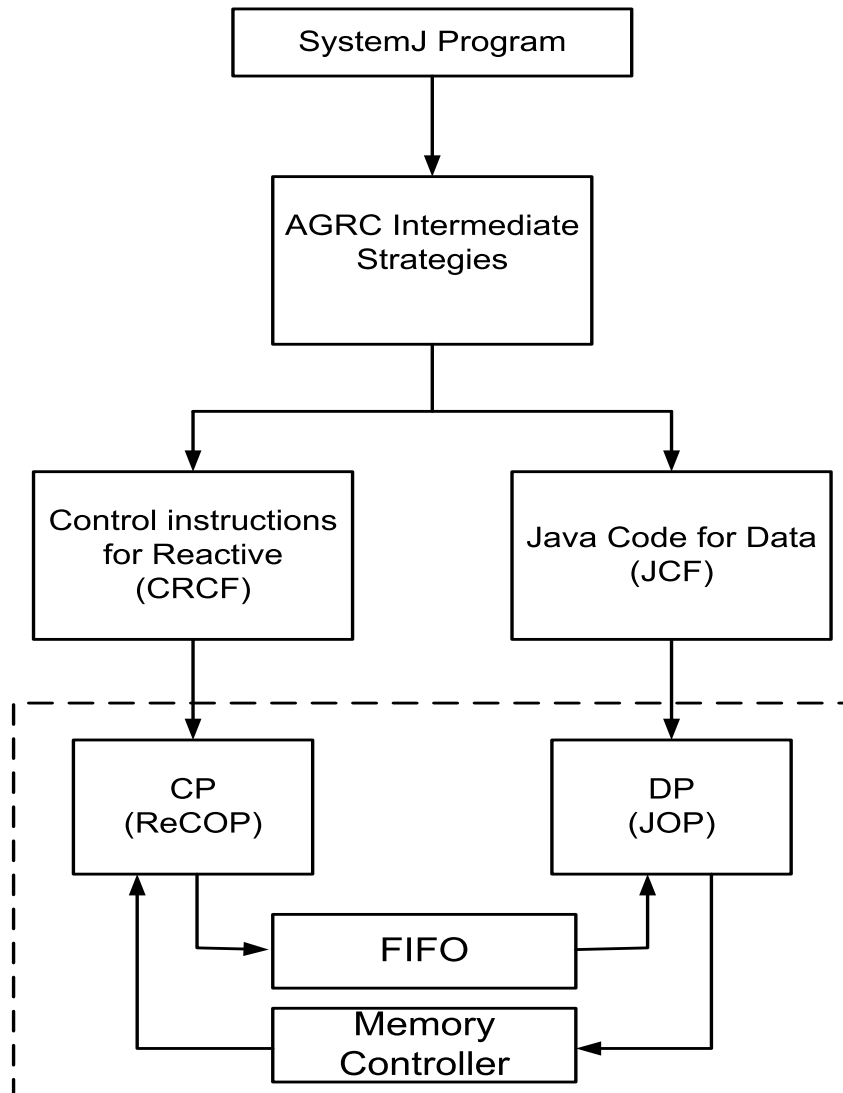 SystemJ Program
AGRC Intermediate
Strategies
Control instructions
for Reactive
(CRCF)
Java Code for Data
(JCF)
CP
(ReCOP)
DP
(JOP)
FIFO
Memory
Controller